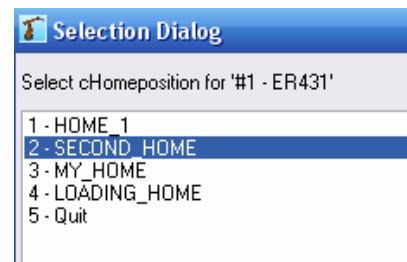 Selection Dialog
Select cHomeposition for '#1 - ER431'
1 - HOME_1
2 - SECOND_HOME
3 - MY_HOME
4 - LOADING_HOME
5 - Quit